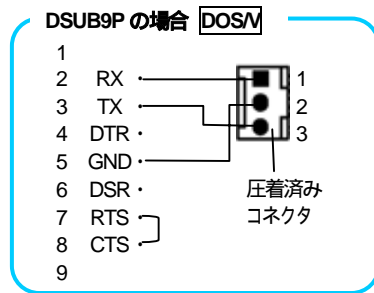 DSUB9P の場合 DOS/V
1
2 RX ・ 1
3 TX ・ 2
4 DTR ・ 3
5 GND ・
6 DSR ・ 圧着済み
7 RTS ・ コネクタ
8 CTS ・
9